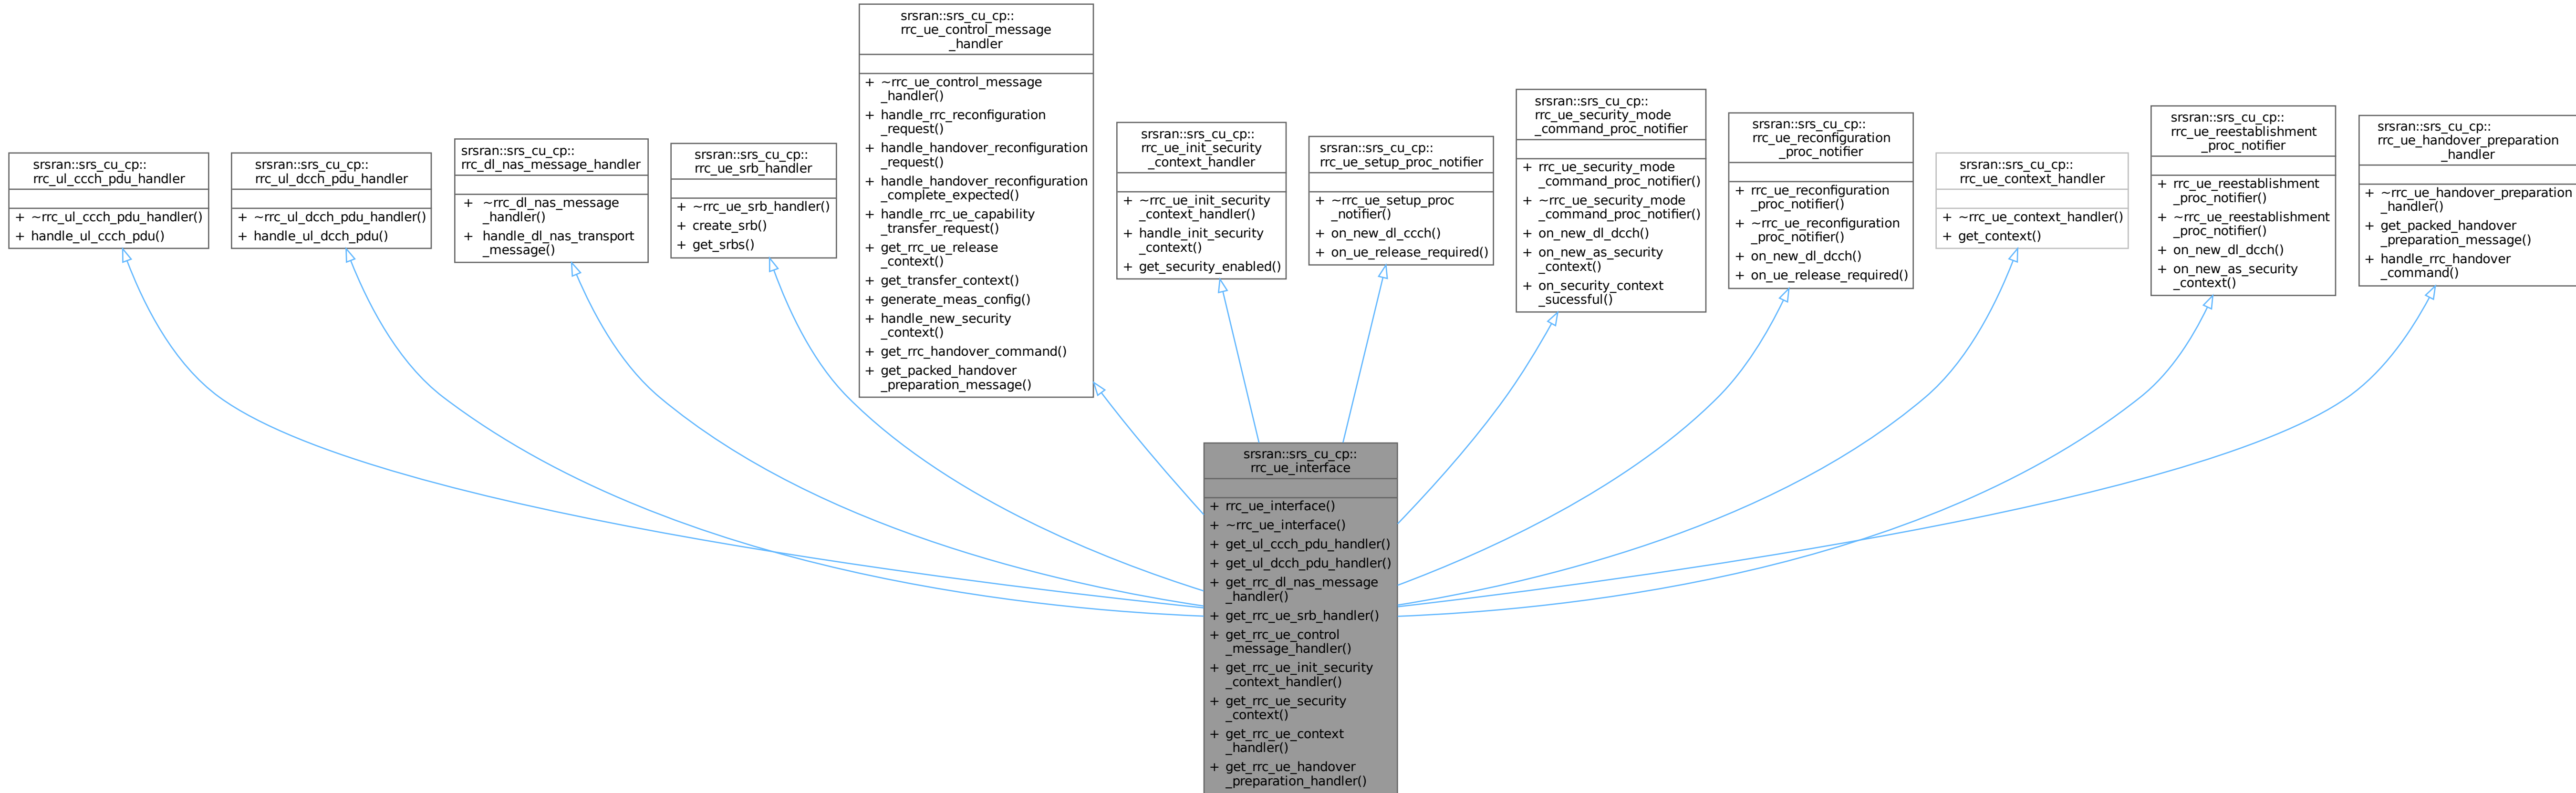 srsran::srs_cu_cp::
rrc_ul_ccch_pdu_handler
+ ~rrc_ul_ccch_pdu_handler()
+ handle_ul_ccch_pdu()
srsran::srs_cu_cp::
rrc_ul_dcch_pdu_handler
+ ~rrc_ul_dcch_pdu_handler()
+ handle_ul_dcch_pdu()
srsran::srs_cu_cp::
rrc_dl_nas_message_handler
+ ~rrc_dl_nas_message
_handler()
+ handle_dl_nas_transport
_message()
srsran::srs_cu_cp::
rrc_ue_srb_handler
+ ~rrc_ue_srb_handler()
+ create_srb()
+ get_srbs()
srsran::srs_cu_cp::
rrc_ue_control_message
_handler
+ ~rrc_ue_control_message
_handler()
+ handle_rrc_reconfiguration
_request()
+ handle_handover_reconfiguration
_request()
+ handle_handover_reconfiguration
_complete_expected()
+ handle_rrc_ue_capability
_transfer_request()
+ get_rrc_ue_release
_context()
+ get_transfer_context()
+ generate_meas_config()
+ handle_new_security
_context()
+ get_rrc_handover_command()
+ get_packed_handover
_preparation_message()
srsran::srs_cu_cp::
rrc_ue_init_security
_context_handler
+ ~rrc_ue_init_security
_context_handler()
+ handle_init_security
_context()
+ get_security_enabled()
srsran::srs_cu_cp::
rrc_ue_setup_proc_notifier
+ ~rrc_ue_setup_proc
_notifier()
+ on_new_dl_ccch()
+ on_ue_release_required()
srsran::srs_cu_cp::
rrc_ue_security_mode
_command_proc_notifier
+ rrc_ue_security_mode
_command_proc_notifier()
+ ~rrc_ue_security_mode
_command_proc_notifier()
+ on_new_dl_dcch()
+ on_new_as_security
_context()
+ on_security_context
_sucessful()
srsran::srs_cu_cp::
rrc_ue_reconfiguration
_proc_notifier
+ rrc_ue_reconfiguration
_proc_notifier()
+ ~rrc_ue_reconfiguration
_proc_notifier()
+ on_new_dl_dcch()
+ on_ue_release_required()
srsran::srs_cu_cp::
rrc_ue_context_handler
+ ~rrc_ue_context_handler()
+ get_context()
srsran::srs_cu_cp::
rrc_ue_reestablishment
_proc_notifier
+ rrc_ue_reestablishment
_proc_notifier()
+ ~rrc_ue_reestablishment
_proc_notifier()
+ on_new_dl_dcch()
+ on_new_as_security
_context()
srsran::srs_cu_cp::
rrc_ue_handover_preparation
_handler
+ ~rrc_ue_handover_preparation
_handler()
+ get_packed_handover
_preparation_message()
+ handle_rrc_handover
_command()
srsran::srs_cu_cp::
rrc_ue_interface
+ rrc_ue_interface()
+ ~rrc_ue_interface()
+ get_ul_ccch_pdu_handler()
+ get_ul_dcch_pdu_handler()
+ get_rrc_dl_nas_message
_handler()
+ get_rrc_ue_srb_handler()
+ get_rrc_ue_control
_message_handler()
+ get_rrc_ue_init_security
_context_handler()
+ get_rrc_ue_security
_context()
+ get_rrc_ue_context
_handler()
+ get_rrc_ue_handover
_preparation_handler()